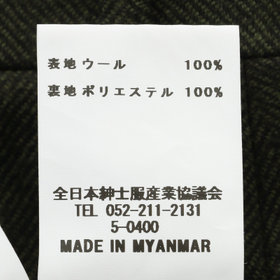 表地 ウール 100%
裏地 ポリエステル 100%
全日本紳士服産業協議会
TEL 052-211-2131
5-0400
MADE IN MYANMAR